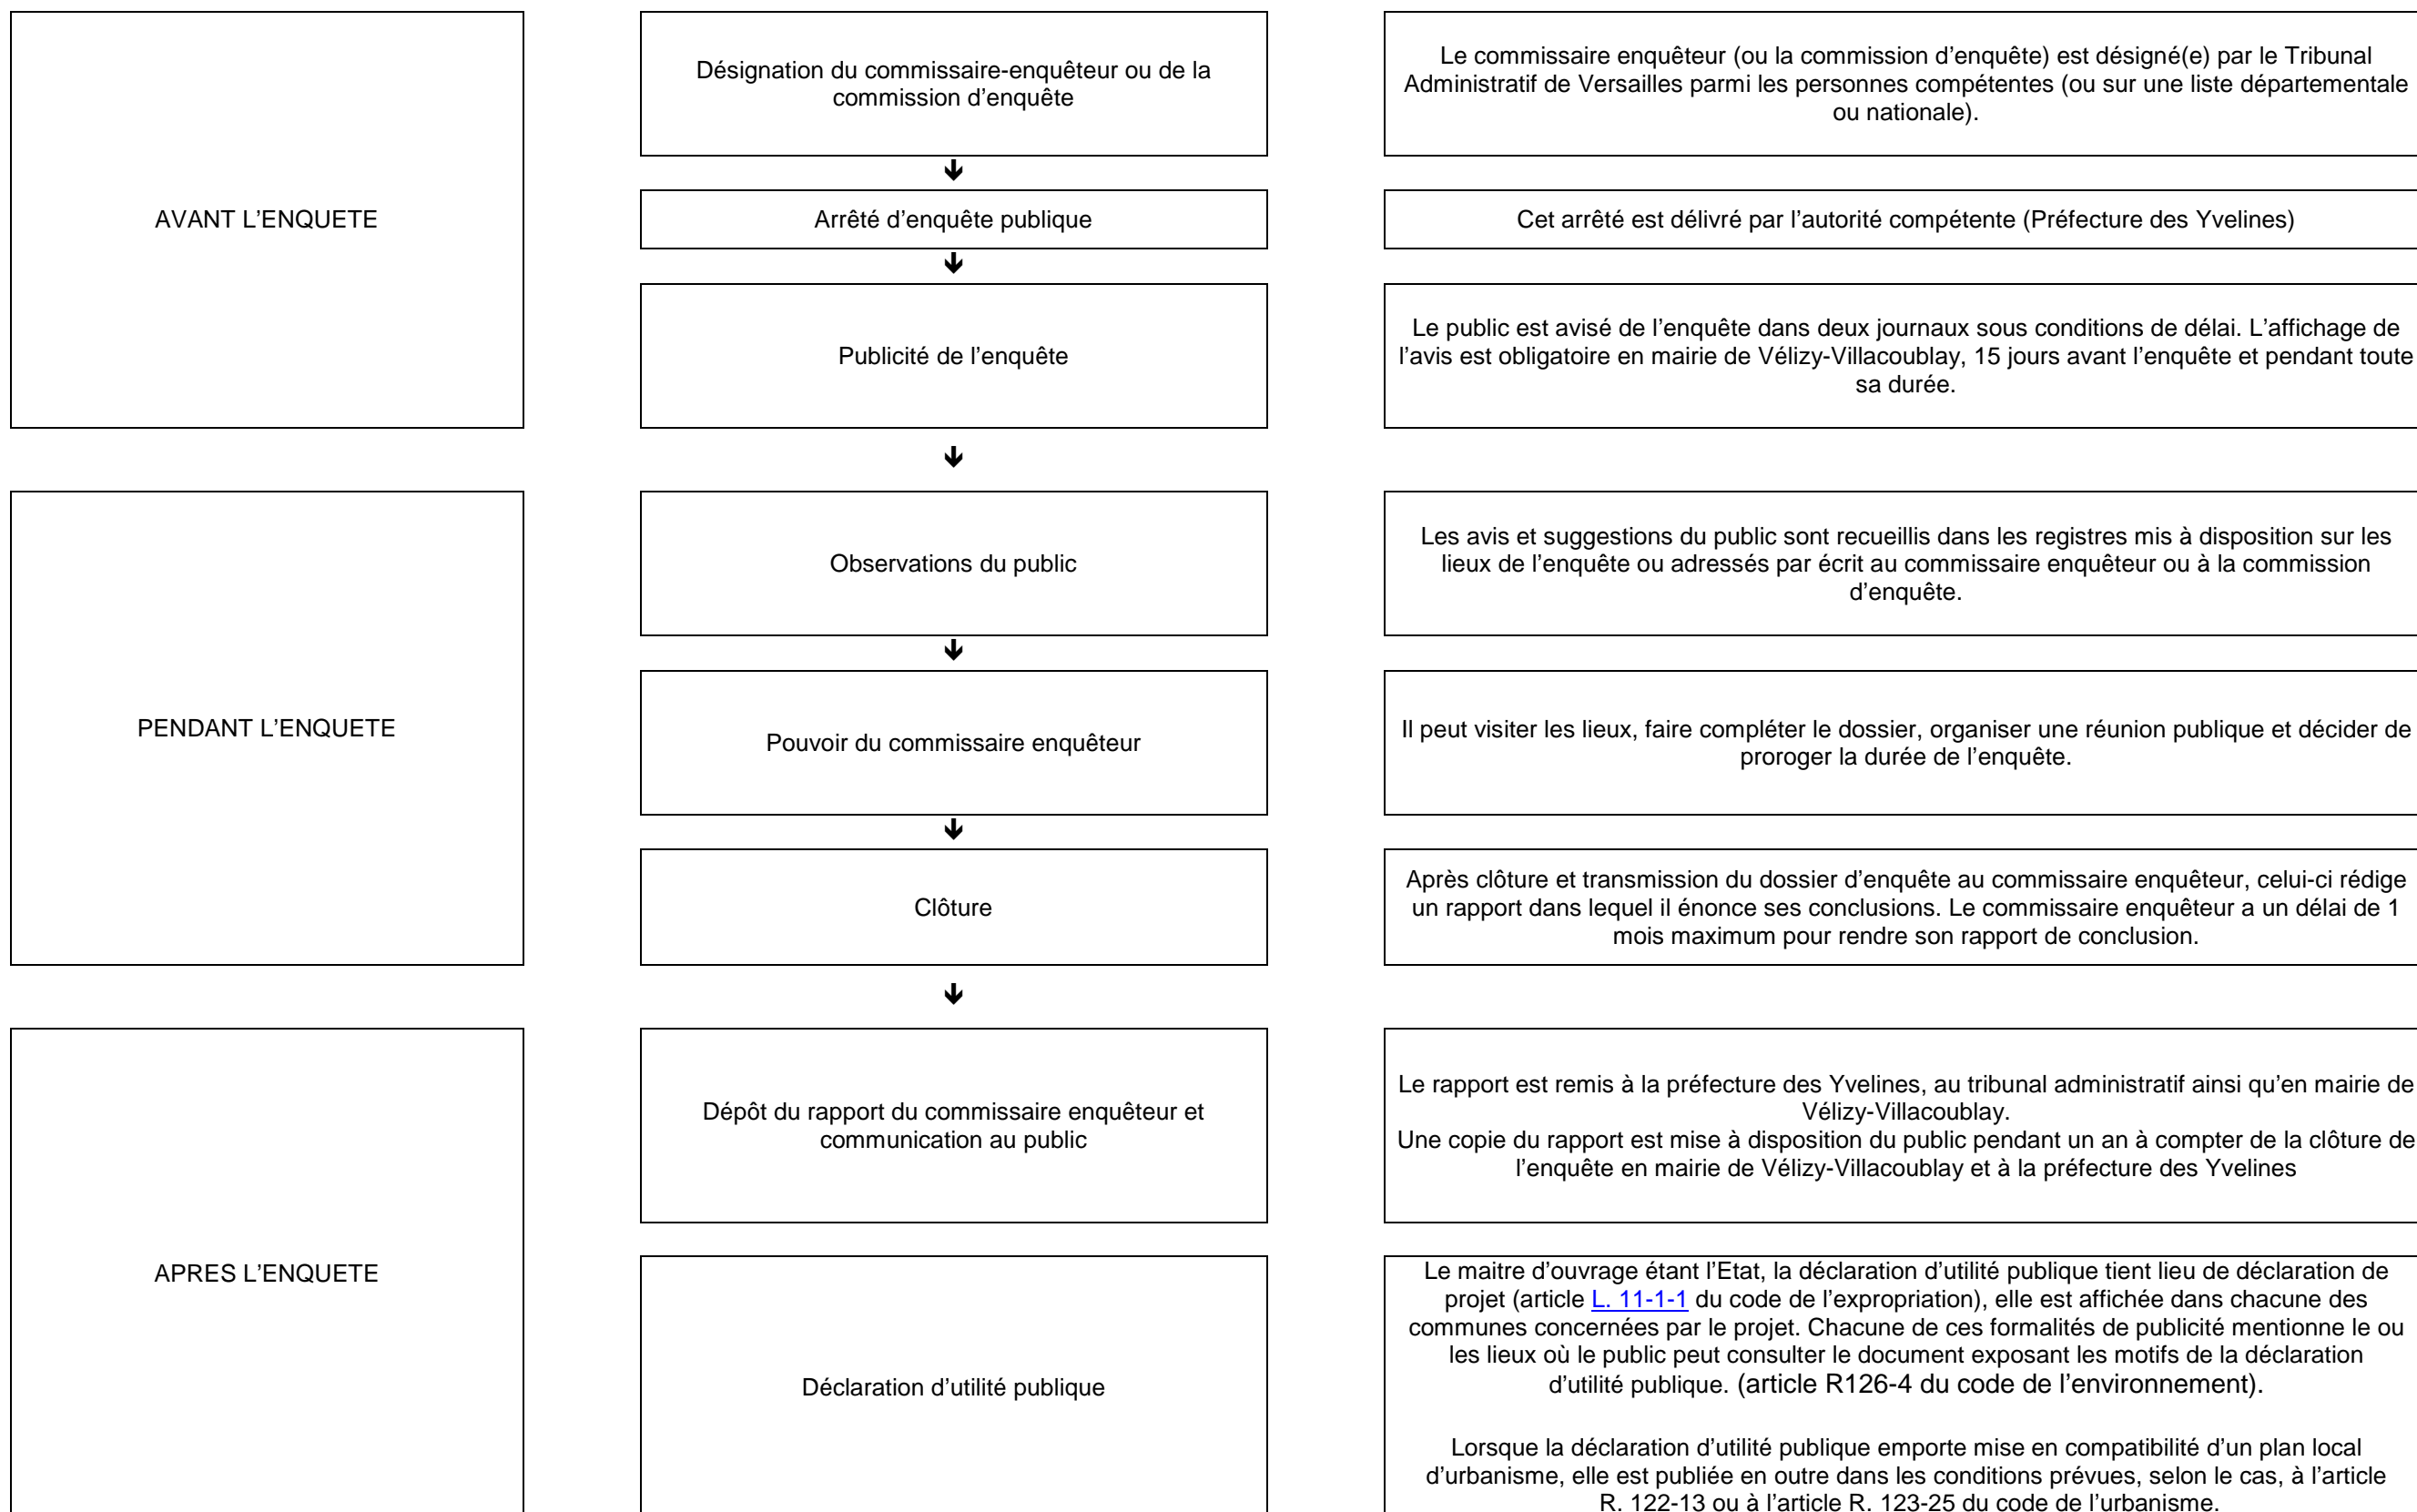 AVANT L'ENQUETE
Désignation du commissaire-enquêteur ou de la
commission d'enquête
Le commissaire enquêteur (ou la commission d'enquête) est désigné(e) par le Tribunal
Administratif de Versailles parmi les personnes compétentes (ou sur une liste départementale
ou nationale).
Arrêté d'enquête publique
Cet arrêté est délivré par l'autorité compétente (Préfecture des Yvelines)
Publicité de l'enquête
Le public est avisé de l'enquête dans deux journaux sous conditions de délai. L'affichage de
l'avis est obligatoire en mairie de Vélizy-Villacoublay, 15 jours avant l'enquête et pendant toute
sa durée.
PENDANT L'ENQUETE
Observations du public
Les avis et suggestions du public sont recueillis dans les registres mis à disposition sur les
lieux de l'enquête ou adressés par écrit au commissaire enquêteur ou à la commission
d'enquête.
Pouvoir du commissaire enquêteur
Il peut visiter les lieux, faire compléter le dossier, organiser une réunion publique et décider de
proroger la durée de l'enquête.
Clôture
Après clôture et transmission du dossier d'enquête au commissaire enquêteur, celui-ci rédige
un rapport dans lequel il énonce ses conclusions. Le commissaire enquêteur a un délai de 1
mois maximum pour rendre son rapport de conclusion.
APRES L'ENQUETE
Dépôt du rapport du commissaire enquêteur et
communication au public
Le rapport est remis à la préfecture des Yvelines, au tribunal administratif ainsi qu'en mairie de
Vélizy-Villacoublay.
Une copie du rapport est mise à disposition du public pendant un an à compter de la clôture de
l'enquête en mairie de Vélizy-Villacoublay et à la préfecture des Yvelines
Déclaration d'utilité publique
Le maitre d'ouvrage étant l'Etat, la déclaration d'utilité publique tient lieu de déclaration de
projet (article L. 11-1-1 du code de l'expropriation), elle est affichée dans chacune des
communes concernées par le projet. Chacune de ces formalités de publicité mentionne le ou
les lieux où le public peut consulter le document exposant les motifs de la déclaration
d'utilité publique. (article R126-4 du code de l'environnement).
Lorsque la déclaration d'utilité publique emporte mise en compatibilité d'un plan local
d'urbanisme, elle est publiée en outre dans les conditions prévues, selon le cas, à l'article
R. 122-13 ou à l'article R. 123-25 du code de l'urbanisme.